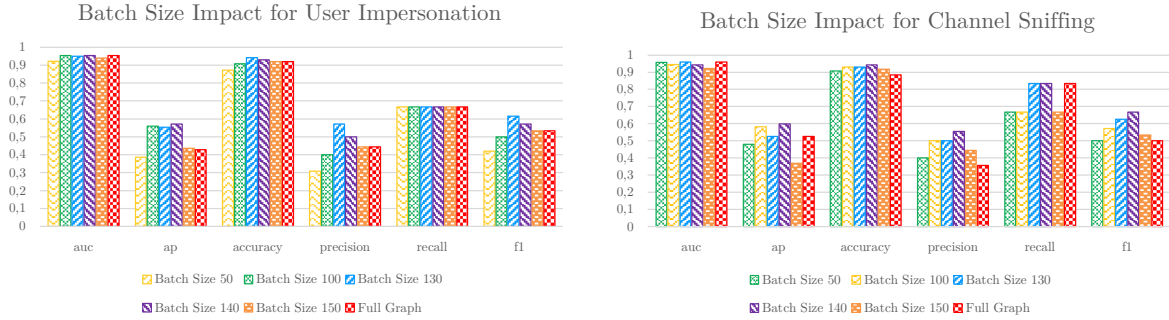 Batch Size Impact for User Impersonation
1
0,9
0,8
0,7
0,6
0,5
0,4
0,3
0,2
0,1
0
auc ap accuracy precision recall f1
Batch Size 50 Batch Size 100 Batch Size 130
Batch Size 140 Batch Size 150 Full Graph
Batch Size Impact for Channel Sniffing
1
0,9
0,8
0,7
0,6
0,5
0,4
0,3
0,2
0,1
0
auc ap accuracy precision recall f1
Batch Size 50 Batch Size 100 Batch Size 130
Batch Size 140 Batch Size 150 Full Graph